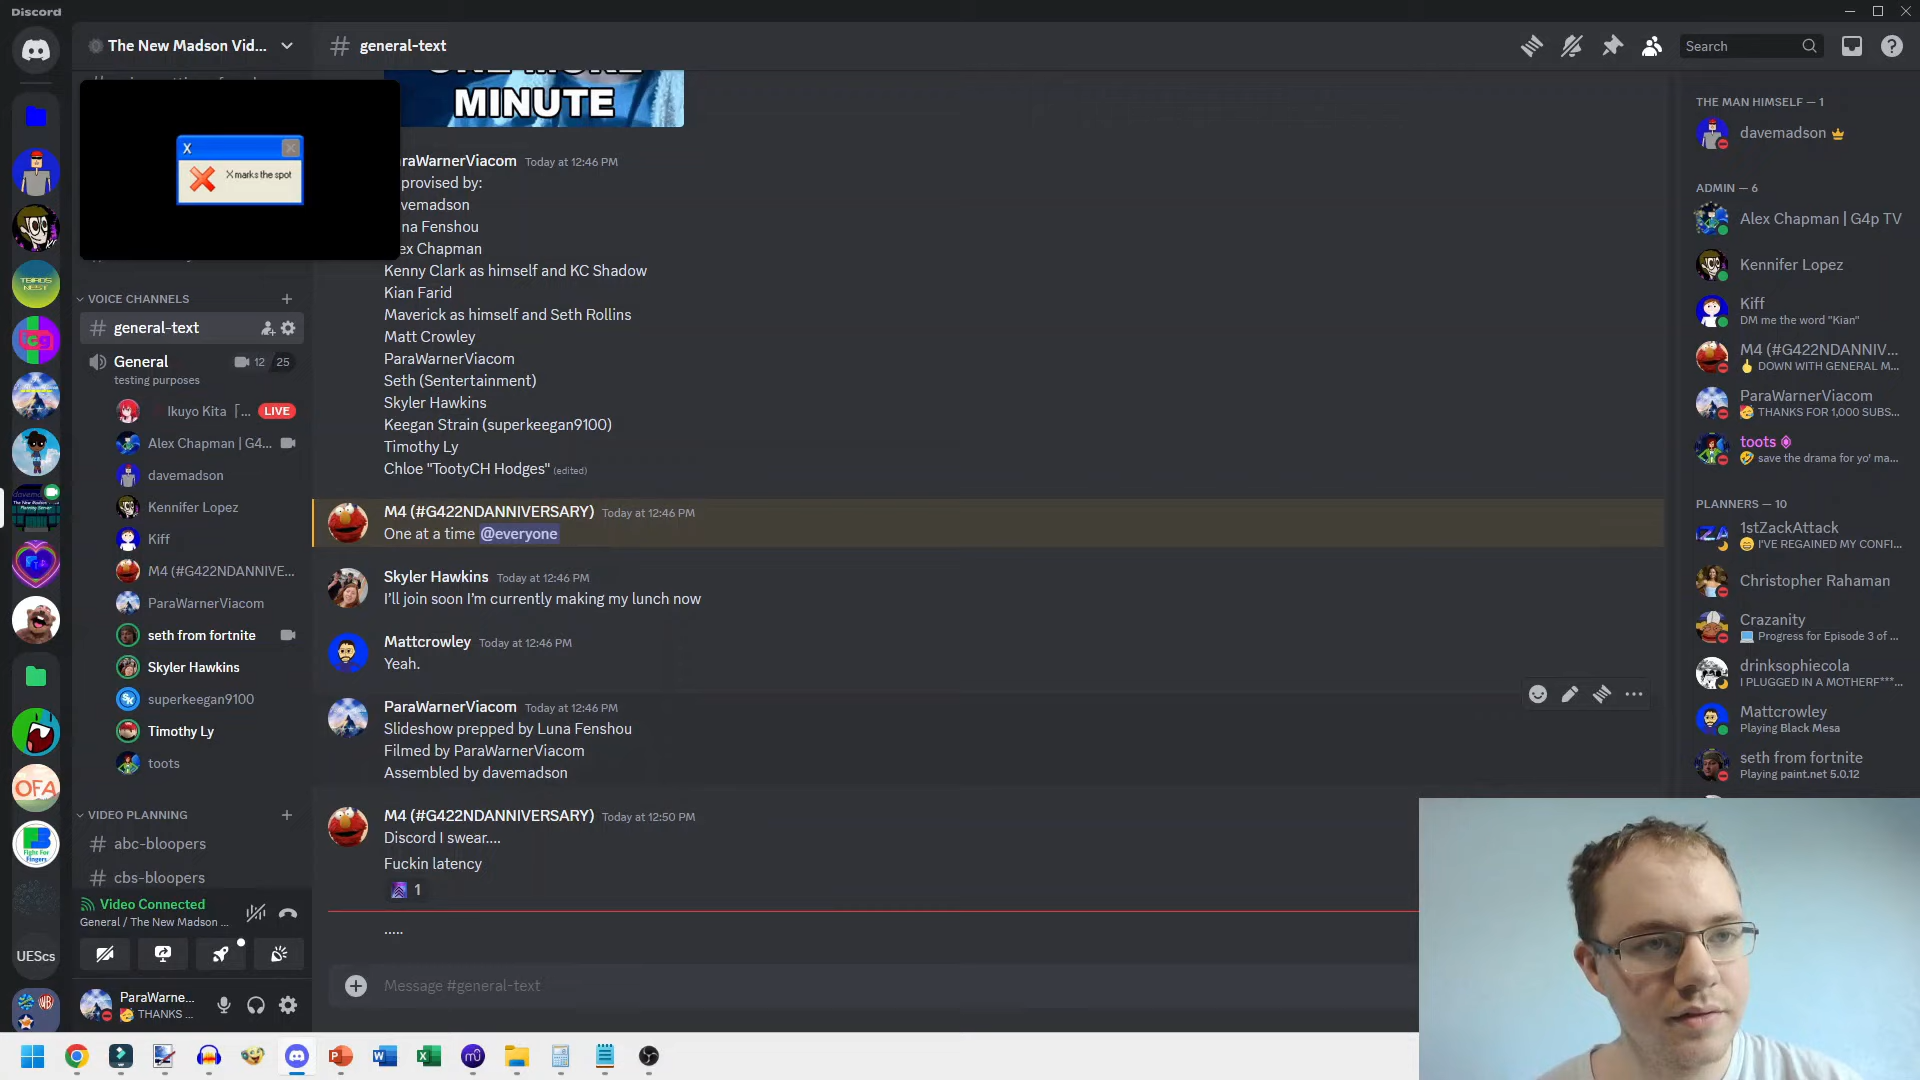 Discord
The New Madson Vid...
general-text
Search
MINUTE
X
X marks the spot
ParaWarnerViacom Today at 12:46 PM
provised by:
vemadson
na Fenshou
ex Chapman
Kenny Clark as himself and KC Shadow
Kian Farid
Maverick as himself and Seth Rollins
Matt Crowley
ParaWarnerViacom
Seth (Sentertainment)
Skyler Hawkins
Keegan Strain (superkeegan9100)
Timothy Ly
Chloe "TootyCH Hodges" (edited)
M4 (#G422NDANNIVERSARY) Today at 12:46 PM
One at a time @everyone
Skyler Hawkins Today at 12:46 PM
I'll join soon I'm currently making my lunch now
Mattcrowley Today at 12:46 PM
Yeah.
ParaWarnerViacom Today at 12:46 PM
Slideshow prepped by Luna Fenshou
Filmed by ParaWarnerViacom
Assembled by davemadson
M4 (#G422NDANNIVERSARY) Today at 12:50 PM
Discord I swear....
Fuckin latency
1
.....
Message #general-text
VOICE CHANNELS
general-text
General 12 25
testing purposes
Ikuyo Kita「... LIVE
Alex Chapman | G4...
davemadson
Kennifer Lopez
Kiff
M4 (#G422NDANNIVE...
ParaWarnerViacom
seth from fortnite
Skyler Hawkins
superkeegan9100
Timothy Ly
toots
VIDEO PLANNING
abc-bloopers
cbs-bloopers
Video Connected
General / The New Madson ...
ParaWarne...
THANKS ...
TBIRDS NEST
OFA
Fight For Fingers
UEScs
THE MAN HIMSELF — 1
davemadson
ADMIN — 6
Alex Chapman | G4p TV
Kennifer Lopez
Kiff
DM me the word "Kian"
M4 (#G422NDANNIV...
DOWN WITH GENERAL M...
ParaWarnerViacom
THANKS FOR 1,000 SUBS...
toots
save the drama for yo' ma...
PLANNERS — 10
1stZackAttack
I'VE REGAINED MY CONFI...
Christopher Rahaman
Crazanity
Progress for Episode 3 of ...
drinksophiecola
I PLUGGED IN A MOTHERF***...
Mattcrowley
Playing Black Mesa
seth from fortnite
Playing paint.net 5.0.12